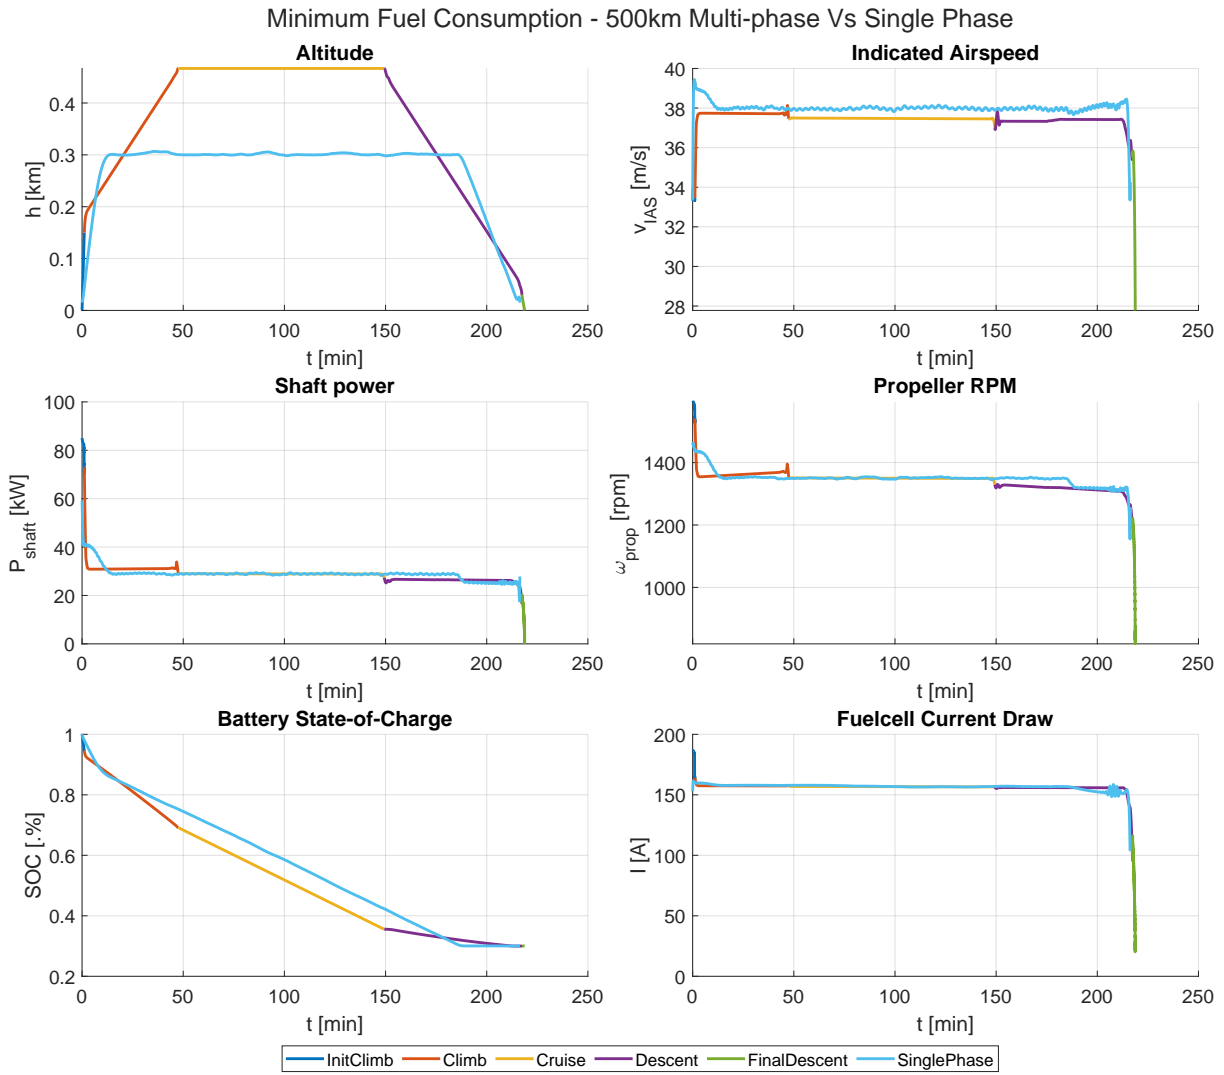 Minimum Fuel Consumption - 500km Multi-phase Vs Single Phase
Altitude
h [km]
0.4
0.3
0.2
0.1
0
0 50 100 150 200 250
t [min]
Indicated Airspeed
v_IAS [m/s]
40
38
36
34
32
30
28
0 50 100 150 200 250
t [min]
Shaft power
P_shaft [kW]
100
80
60
40
20
0
0 50 100 150 200 250
t [min]
Propeller RPM
ω_prop [rpm]
1400
1200
1000
0 50 100 150 200 250
t [min]
Battery State-of-Charge
SOC [.%]
1
0.8
0.6
0.4
0.2
0 50 100 150 200 250
t [min]
Fuelcell Current Draw
I [A]
200
150
100
50
0
0 50 100 150 200 250
t [min]
InitClimb Climb Cruise Descent FinalDescent SinglePhase